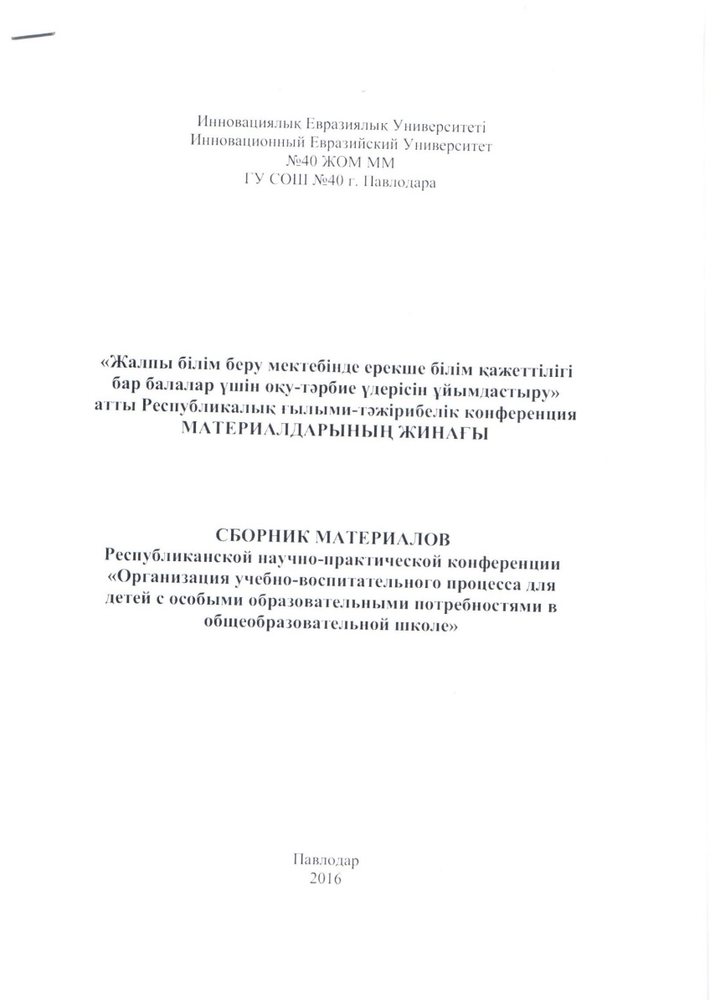 Инновациялық Евразиялық Университеті
Инновационный Евразийский Университет
№40 ЖОМ ММ
ГУ СОШ №40 г. Павлодара
«Жалпы білім беру мектебінде ерекше білім қажеттілігі
бар балалар үшін оқу-тәрбие үдерісін ұйымдастыру»
атты Республикалық ғылыми-тәжірибелік конференция
МАТЕРИАЛДАРЫНЫҢ ЖИНАҒЫ
СБОРНИК МАТЕРИАЛОВ
Республиканской научно-практической конференции
«Организация учебно-воспитательного процесса для
детей с особыми образовательными потребностями в
общеобразовательной школе»
Павлодар
2016